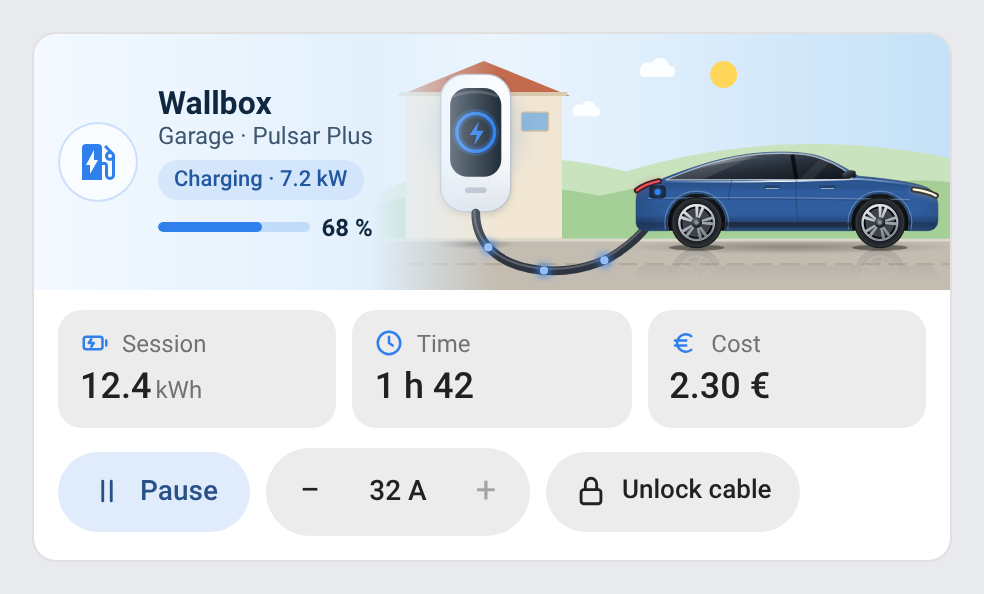 Wallbox
Garage · Pulsar Plus
Charging · 7.2 kW
68 %
Session
12.4 kWh
Time
1 h 42
Cost
2.30 €
Pause
− 32 A +
Unlock cable